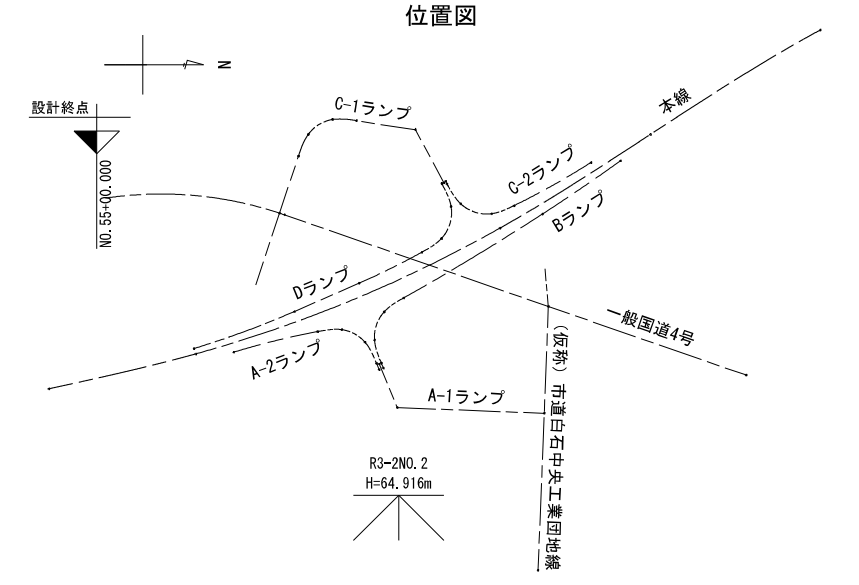 位置図
N
設計終点
NO.55+00.000
C-1ランプ
本線
C-2ランプ
Bランプ
Dランプ
一般国道4号
A-2ランプ
(仮称)市道白石中央工業団地線
A-1ランプ
R3-2NO.2
H=64.916m